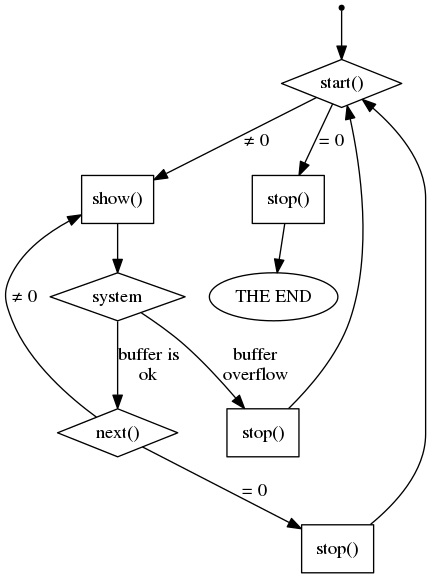 start()
≠ 0
= 0
show()
stop()
≠ 0
system
THE END
buffer is
ok
buffer
overflow
next()
stop()
= 0
stop()